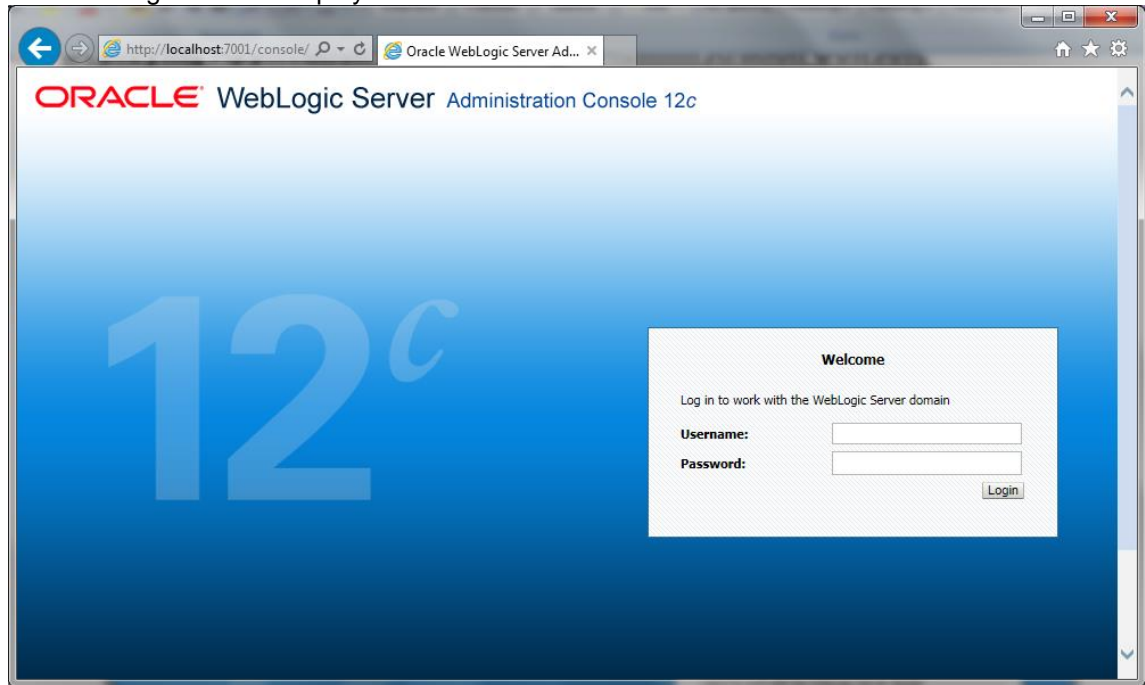 http://localhost:7001/console/
Oracle WebLogic Server Ad...
ORACLE WebLogic Server Administration Console 12c
12c
Welcome
Log in to work with the WebLogic Server domain
Username:
Password:
Login